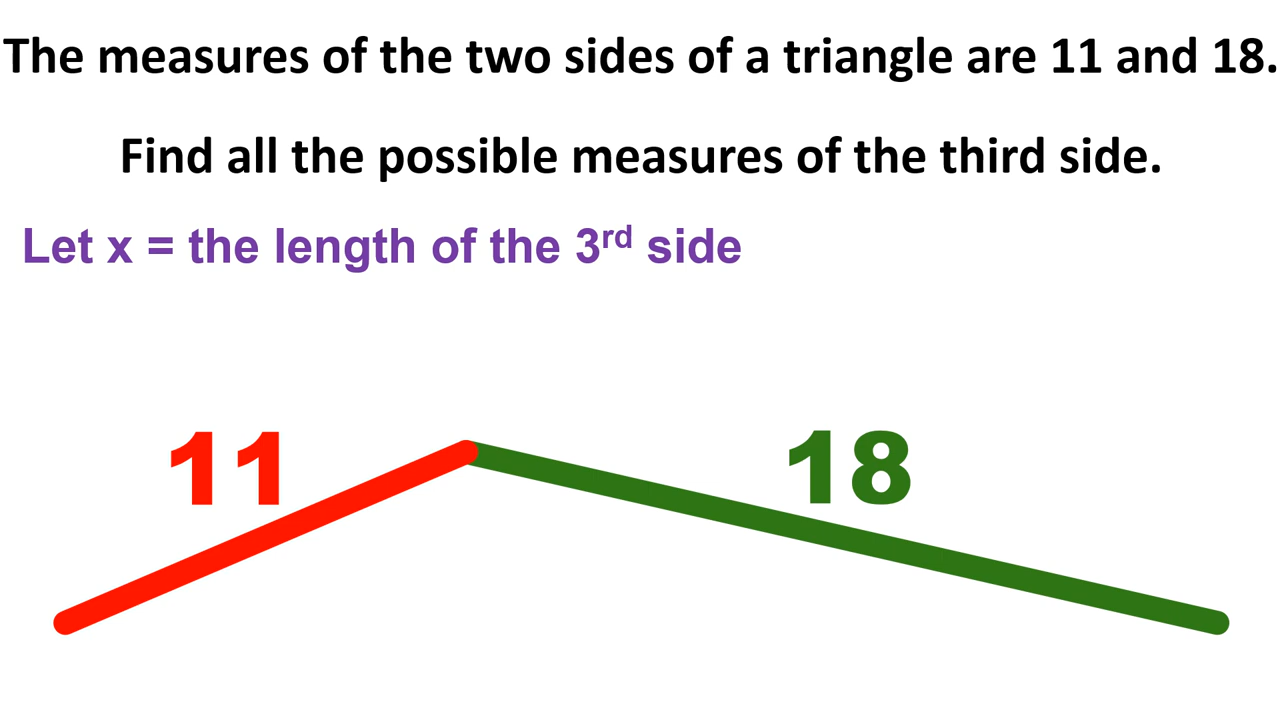 The measures of the two sides of a triangle are 11 and 18.
Find all the possible measures of the third side.
Let x = the length of the 3rd side
11
18